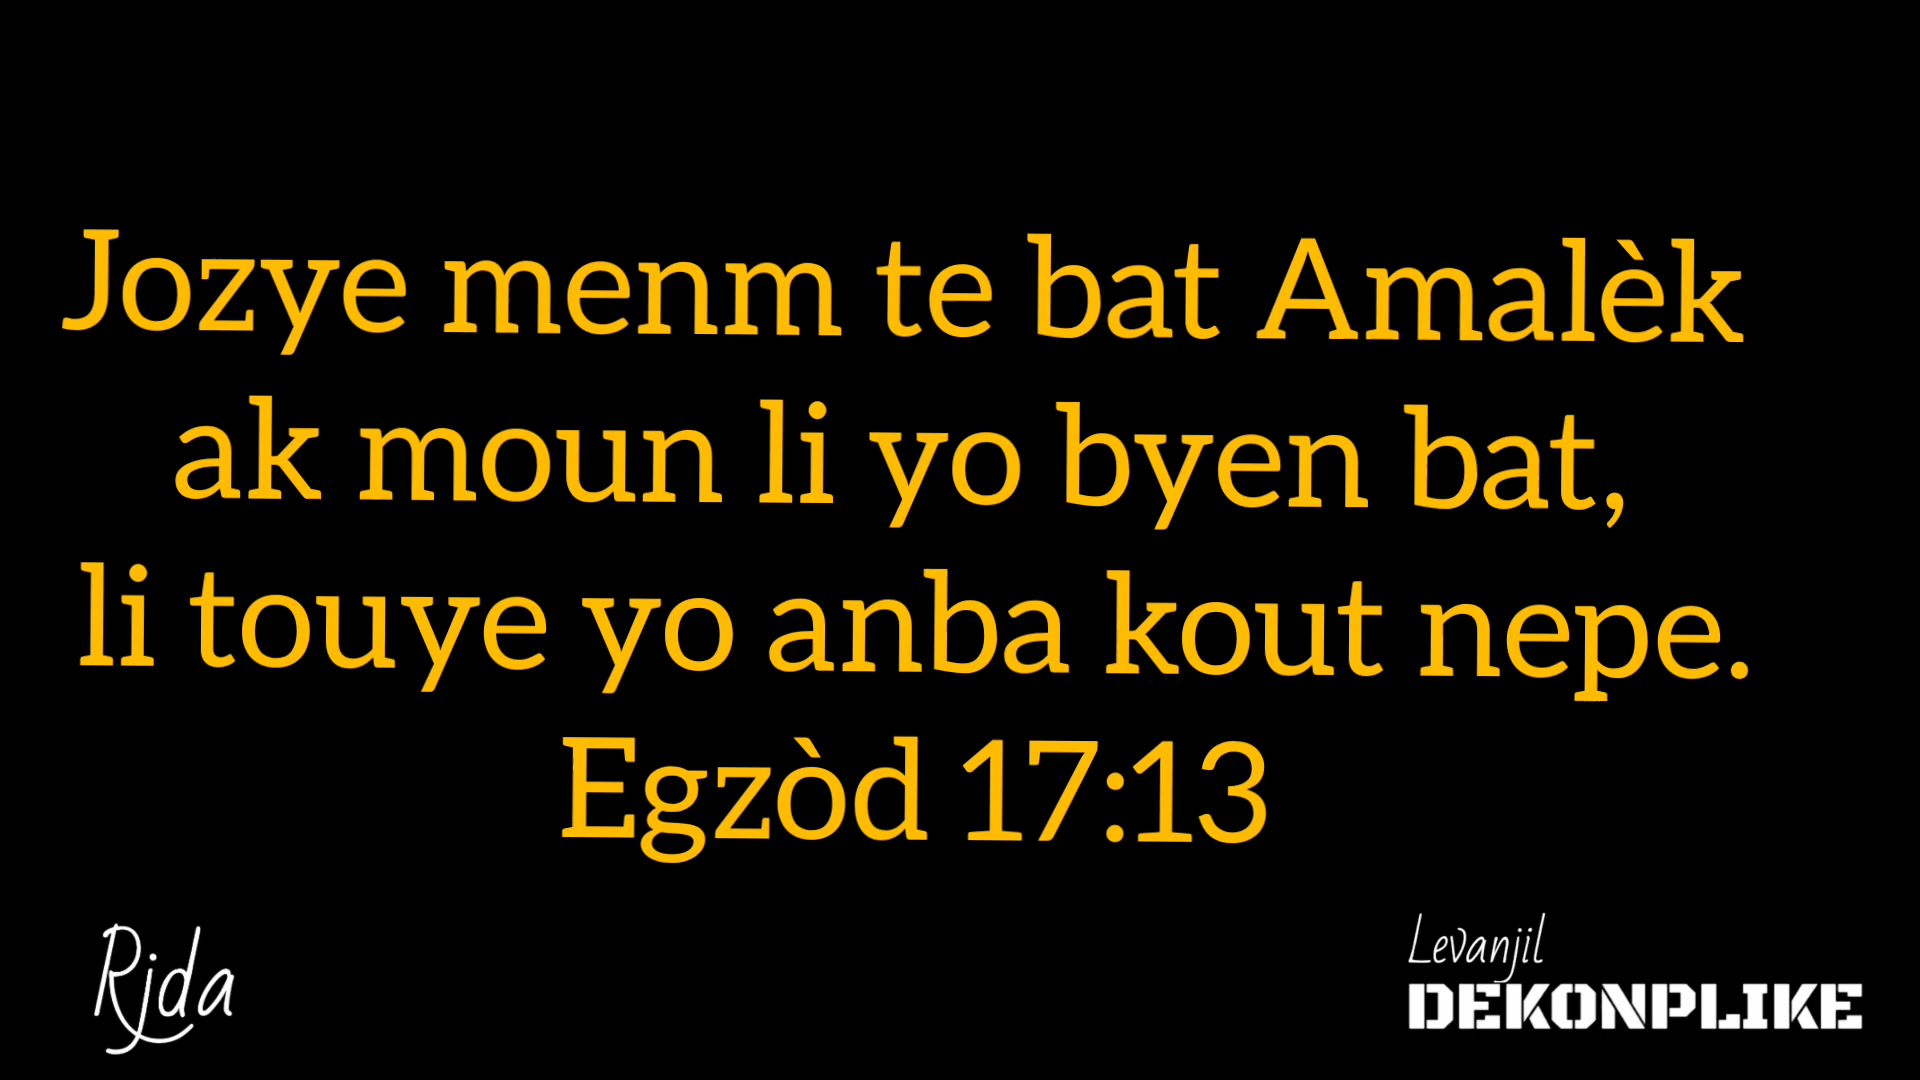 Jozye menm te bat Amalèk
ak moun li yo byen bat,
li touye yo anba kout nepe.
Egzòd 17:13
Rjda
Levanjil
DEKONPLIKE